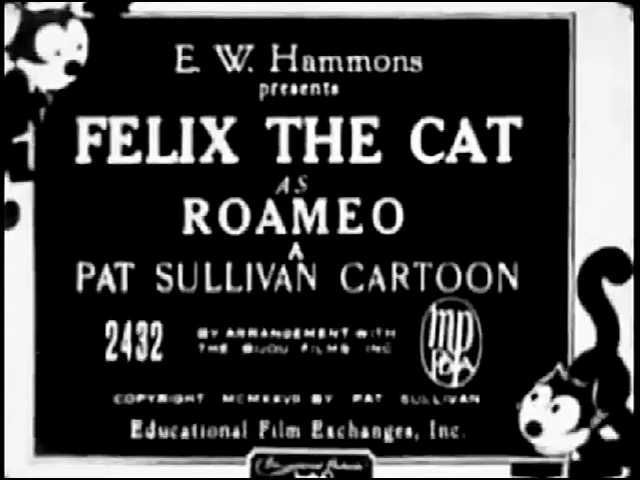 E. W. Hammons
presents
FELIX THE CAT
AS
ROAMEO
A
PAT SULLIVAN CARTOON
2432
BY ARRANGEMENT WITH
THE BIJOU FILMS INC
COPYRIGHT MCMXXVII BY PAT SULLIVAN
Educational Film Exchanges, Inc.